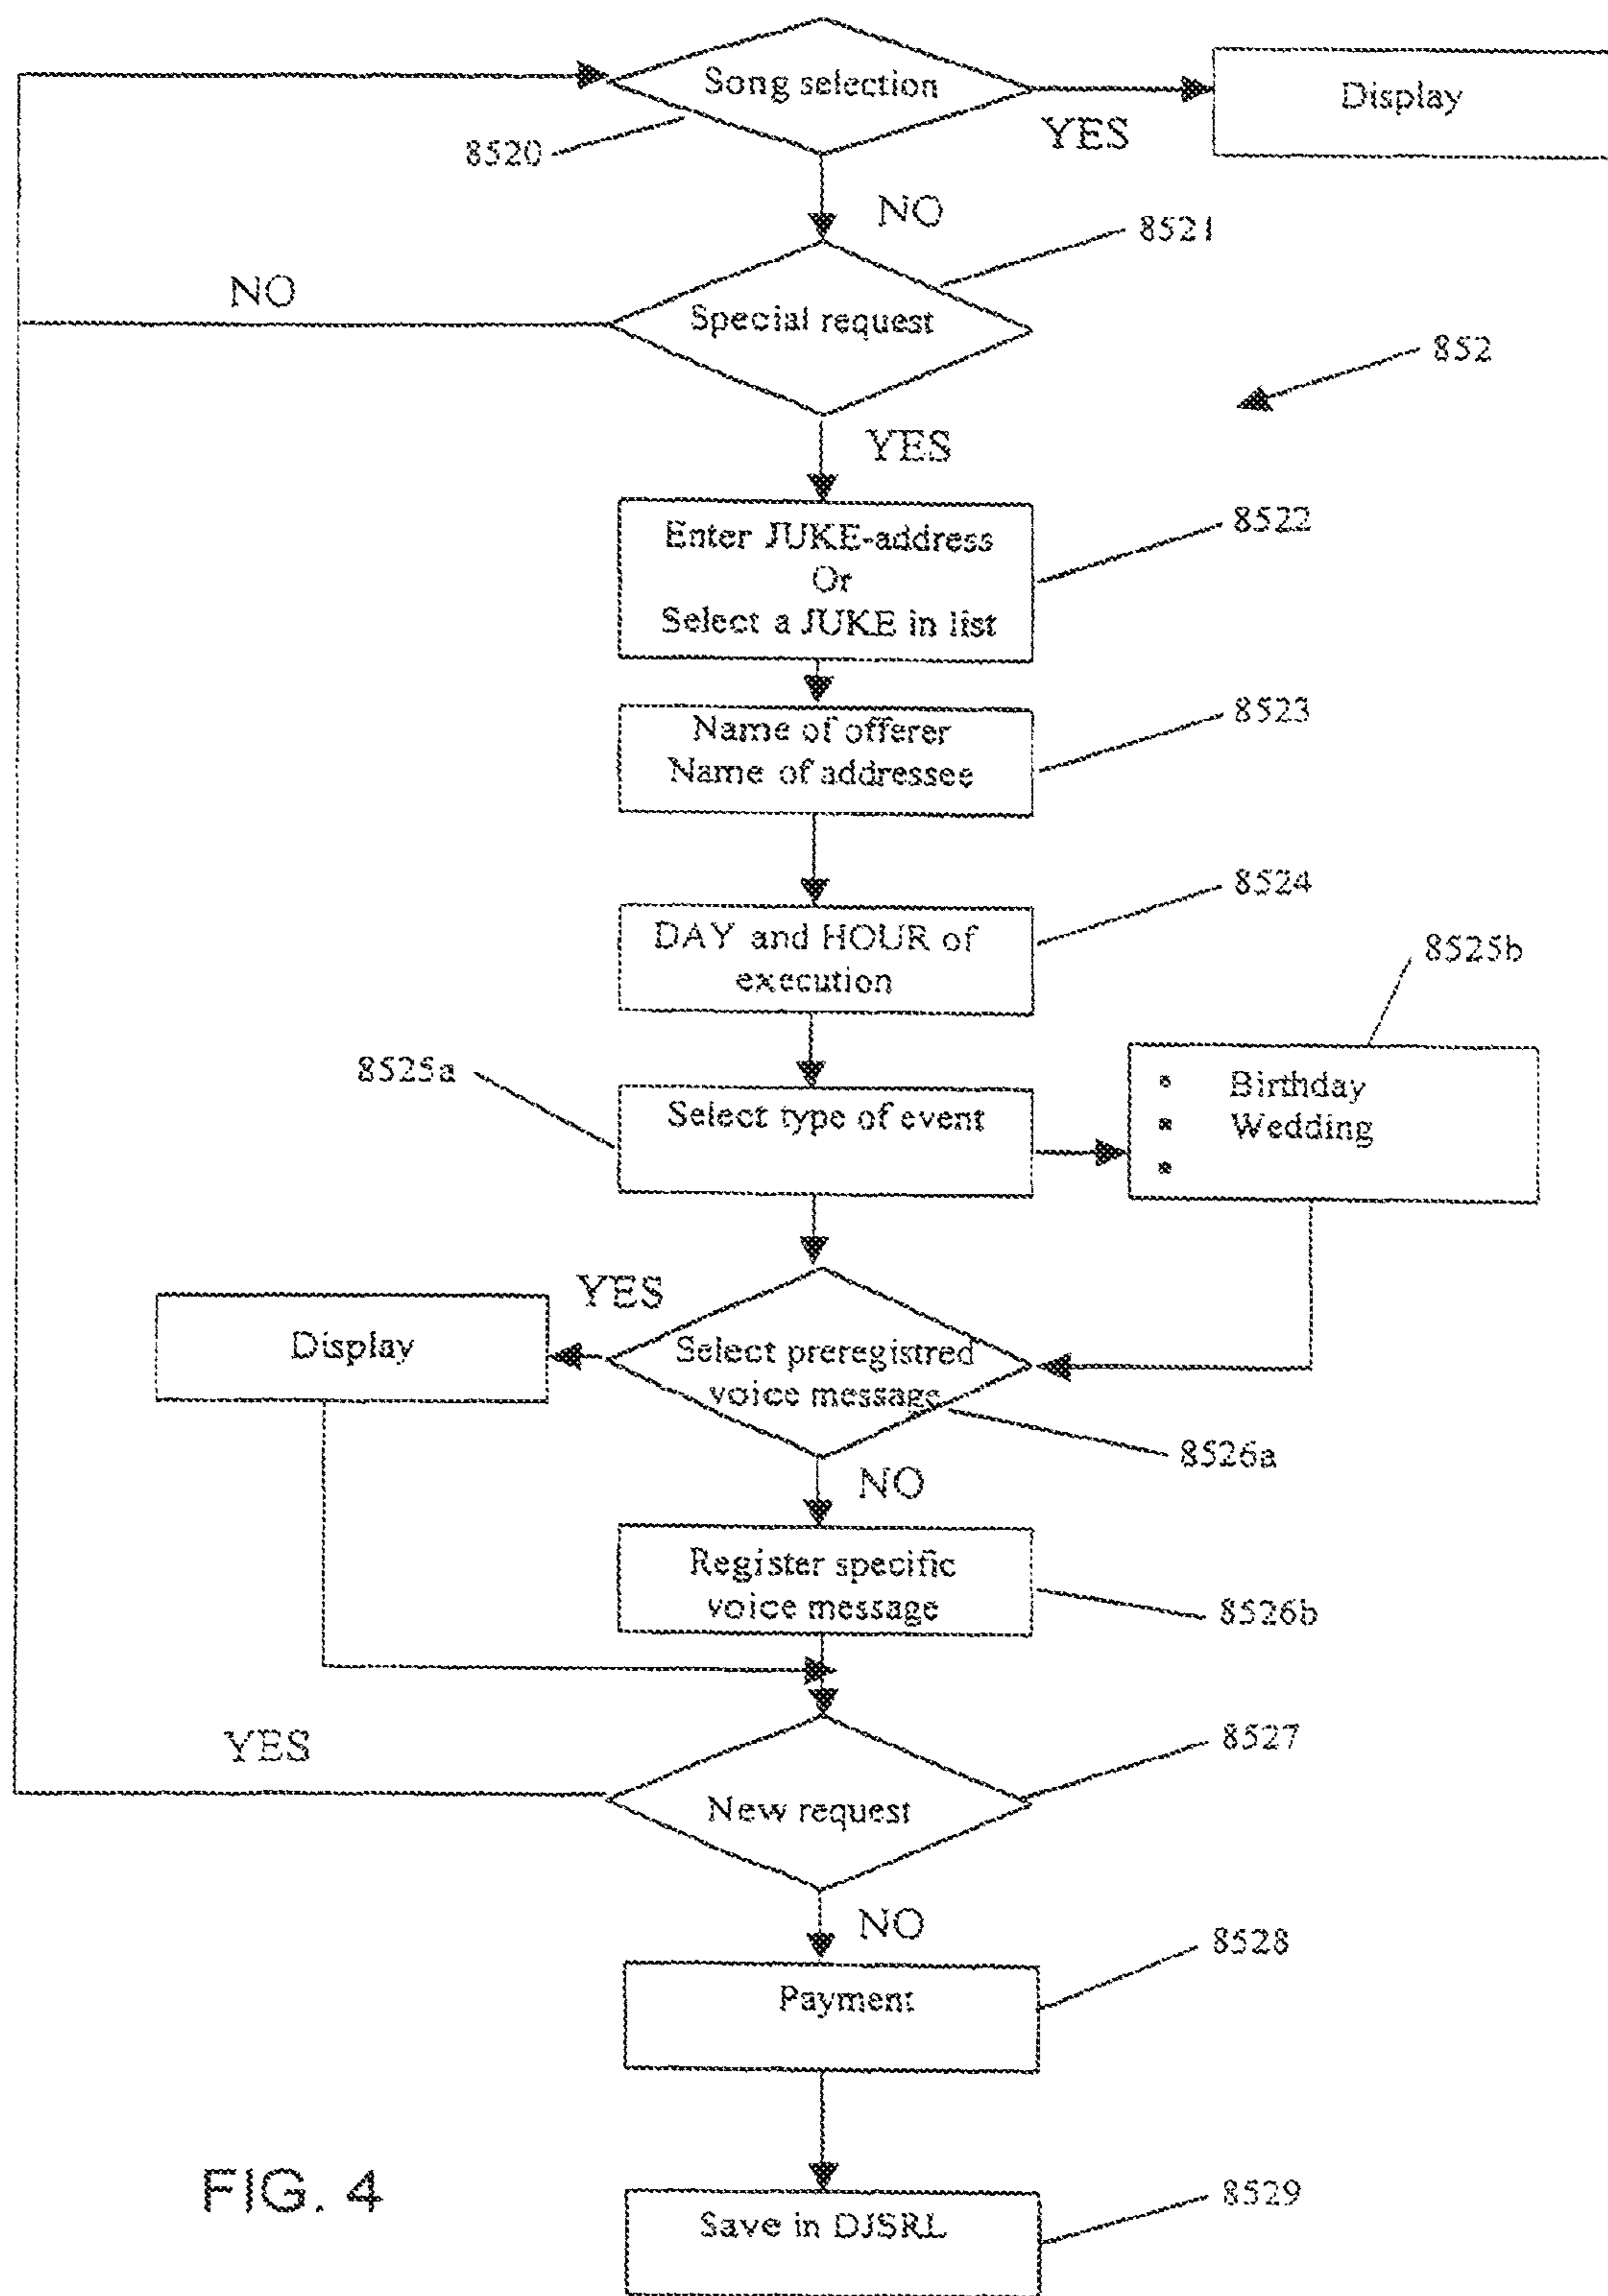 Song selection
Display
YES
8520
NO
8521
NO
Special request
852
YES
8522
Enter JUKE-address
Or
Select a JUKE in list
8523
Name of offerer
Name of addressee
8524
DAY and HOUR of
execution
8525b
8525a
Birthday
Wedding
Select type of event
YES
Display
Select preregistred
voice message
8526a
NO
Register specific
voice message
8526b
YES
8527
New request
NO
8528
Payment
FIG. 4
8529
Save in DJSRL